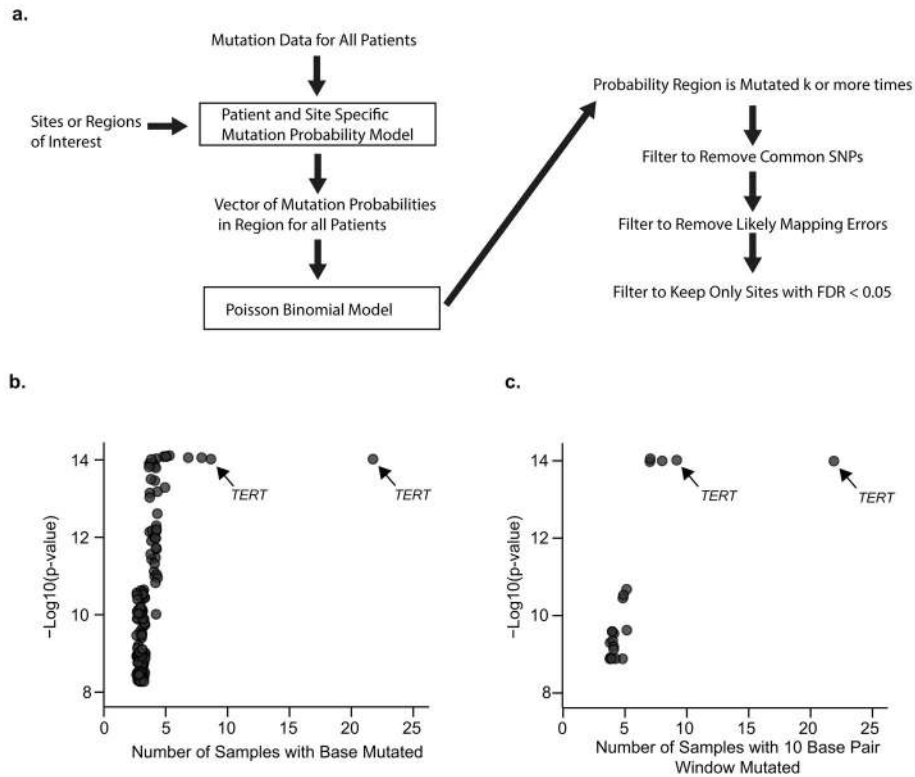 a.
Mutation Data for All Patients
Sites or Regions
of Interest
Patient and Site Specific
Mutation Probability Model
Vector of Mutation Probabilities
in Region for all Patients
Poisson Binomial Model
Probability Region is Mutated k or more times
Filter to Remove Common SNPs
Filter to Remove Likely Mapping Errors
Filter to Keep Only Sites with FDR < 0.05
b.
−Log10(p-value)
14
12
10
8
0 5 10 15 20 25
TERT
TERT
Number of Samples with Base Mutated
c.
−Log10(p-value)
14
12
10
8
0 5 10 15 20 25
TERT
TERT
Number of Samples with 10 Base Pair
Window Mutated